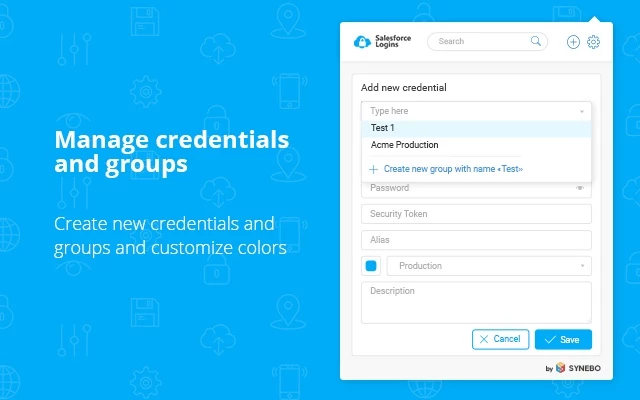 Manage credentials
and groups
Create new credentials and
groups and customize colors
Salesforce
Logins
Search
Add new credential
Type here
Test 1
Acme Production
Create new group with name «Test»
Password
Security Token
Alias
Production
Description
Cancel
Save
by SYNEBO